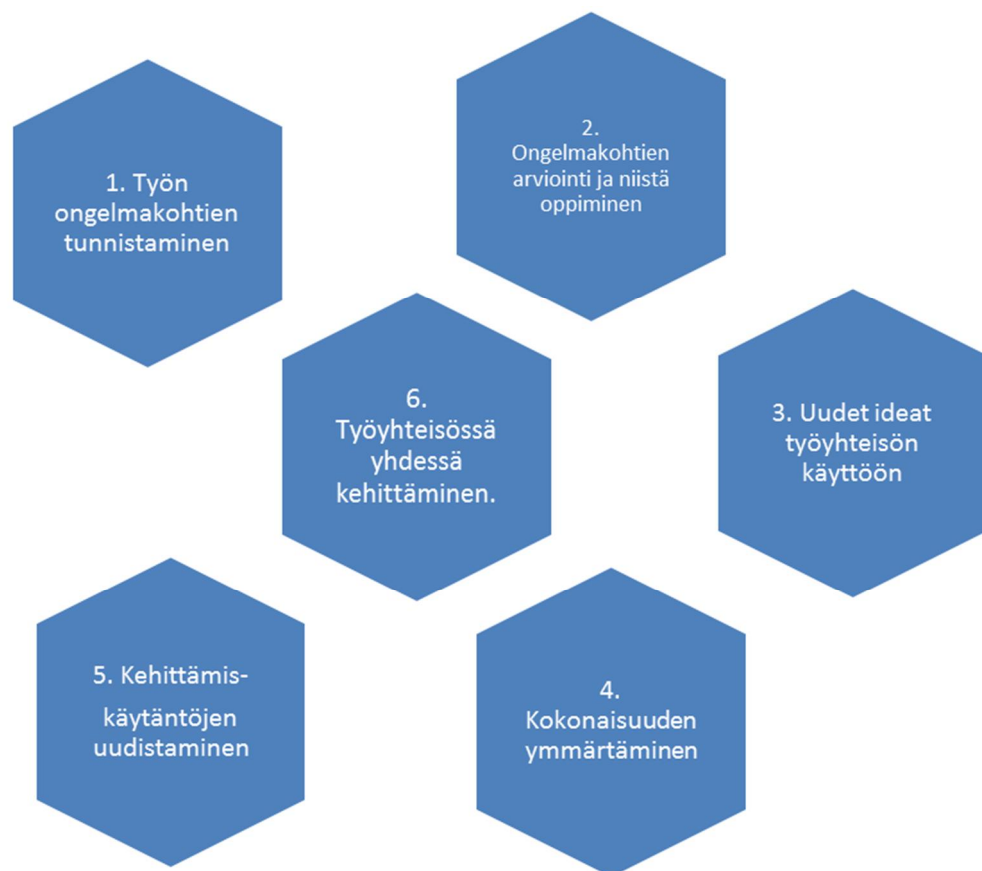 1. Työn
ongelmakohtien
tunnistaminen
2.
Ongelmakohtien
arviointi ja niistä
oppiminen
3. Uudet ideat
työyhteisön
käyttöön
4.
Kokonaisuuden
ymmärtäminen
5. Kehittämis-
käytäntöjen
uudistaminen
6.
Työyhteisössä
yhdessä
kehittäminen.